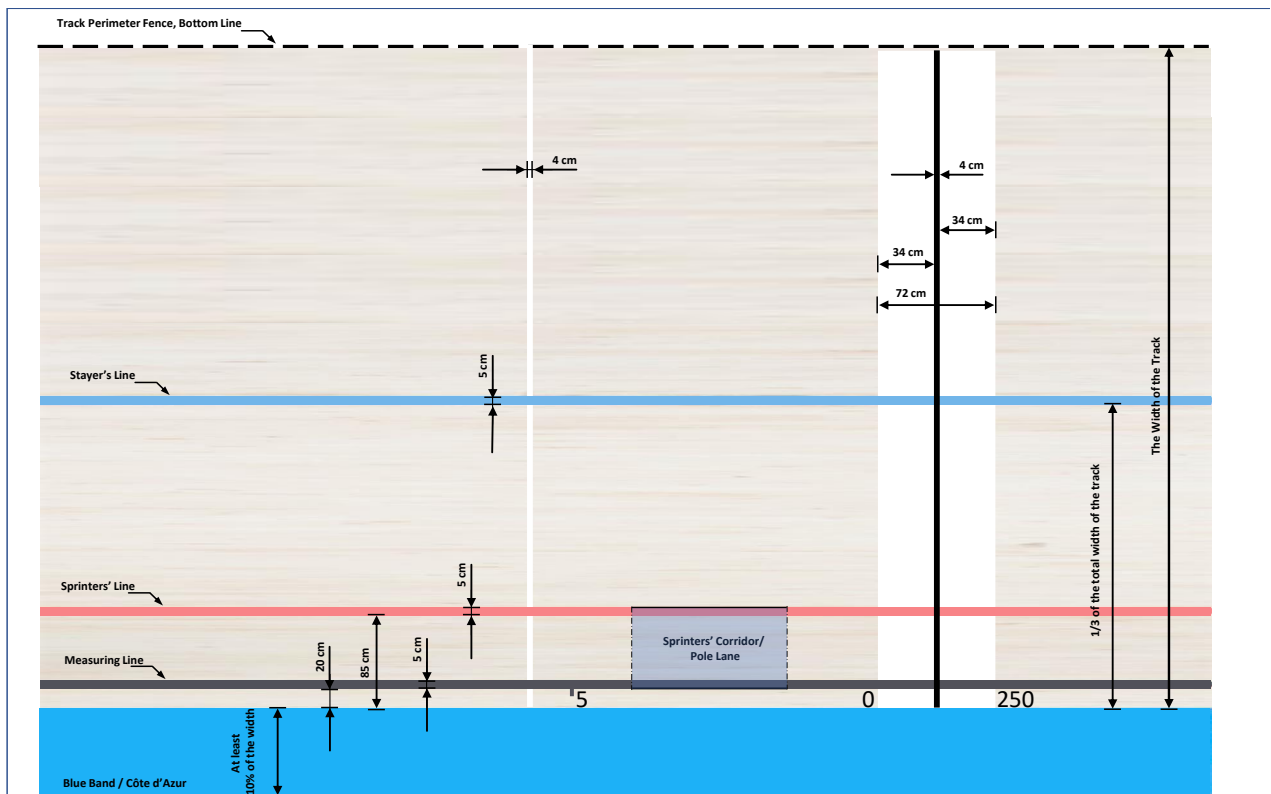 Track Perimeter Fence, Bottom Line
4 cm
4 cm
34 cm
34 cm
72 cm
The Width of the Track
Stayer's Line
5 cm
1/3 of the total width of the track
Sprinters' Line
5 cm
Sprinters' Corridor/
Pole Lane
Measuring Line
20 cm
85 cm
5 cm
5
0
250
At least
10% of the width
Blue Band / Côte d'Azur